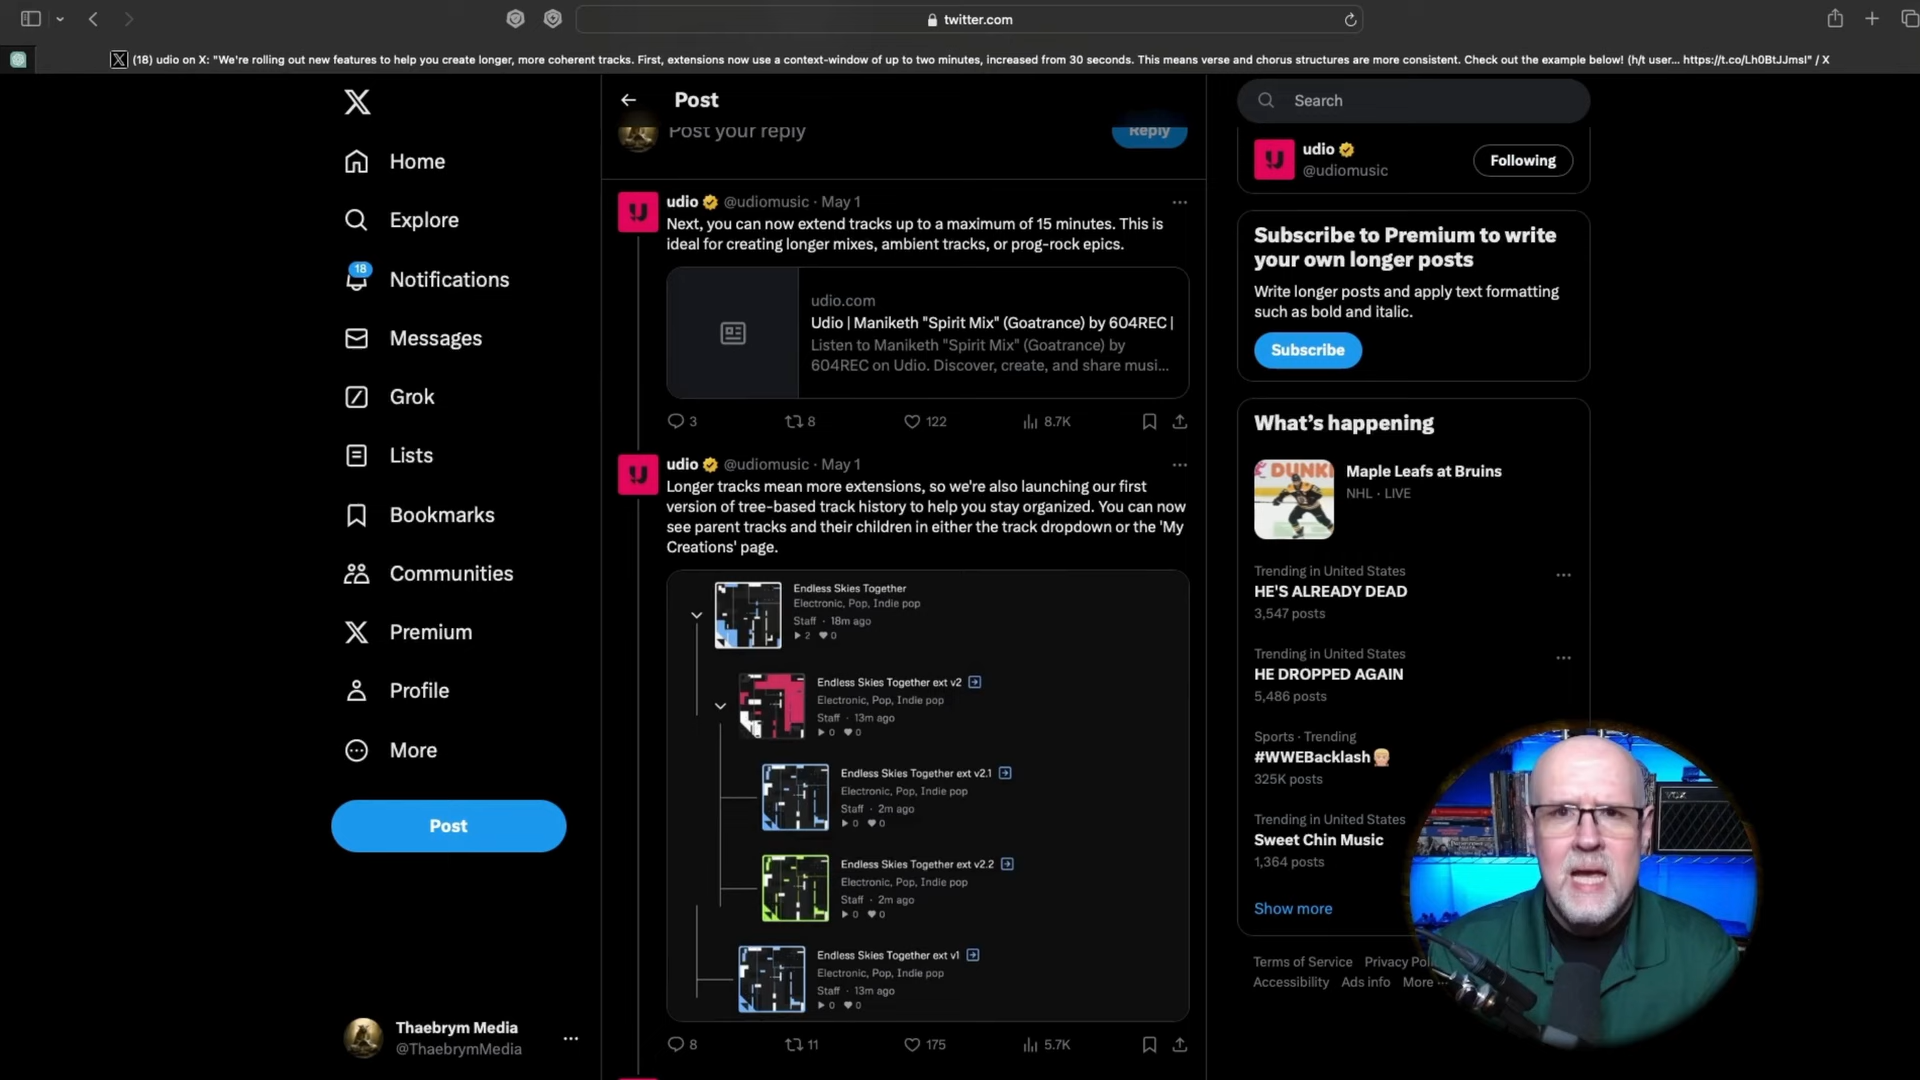 twitter.com
(18) udio on X: "We're rolling out new features to help you create longer, more coherent tracks. First, extensions now use a context-window of up to two minutes, increased from 30 seconds. This means verse and chorus structures are more consistent. Check out the example below! (h/t user... https://t.co/Lh0BtJJmsI" / X
Home
Explore
18
Notifications
Messages
Grok
Lists
Bookmarks
Communities
Premium
Profile
More
Post
Thaebrym Media
@ThaebrymMedia
Post
Post your reply
Reply
udio @udiomusic · May 1
Next, you can now extend tracks up to a maximum of 15 minutes. This is
ideal for creating longer mixes, ambient tracks, or prog-rock epics.
udio.com
Udio | Maniketh "Spirit Mix" (Goatrance) by 604REC |
Listen to Maniketh "Spirit Mix" (Goatrance) by
604REC on Udio. Discover, create, and share musi...
3 8 122 8.7K
udio @udiomusic · May 1
Longer tracks mean more extensions, so we're also launching our first
version of tree-based track history to help you stay organized. You can now
see parent tracks and their children in either the track dropdown or the 'My
Creations' page.
Endless Skies Together
Electronic, Pop, Indie pop
Staff · 18m ago
2 0
Endless Skies Together ext v2
Electronic, Pop, Indie pop
Staff · 13m ago
0 0
Endless Skies Together ext v2.1
Electronic, Pop, Indie pop
Staff · 2m ago
0 0
Endless Skies Together ext v2.2
Electronic, Pop, Indie pop
Staff · 2m ago
0 0
Endless Skies Together ext v1
Electronic, Pop, Indie pop
Staff · 13m ago
0 0
8 11 175 5.7K
Search
udio
@udiomusic
Following
Subscribe to Premium to write
your own longer posts
Write longer posts and apply text formatting
such as bold and italic.
Subscribe
What's happening
DUNKI
Maple Leafs at Bruins
NHL · LIVE
Trending in United States
HE'S ALREADY DEAD
3,547 posts
Trending in United States
HE DROPPED AGAIN
5,486 posts
Sports · Trending
#WWEBacklash
325K posts
Trending in United States
Sweet Chin Music
1,364 posts
Show more
VOX
Terms of Service Privacy Poli
Accessibility Ads info More ...